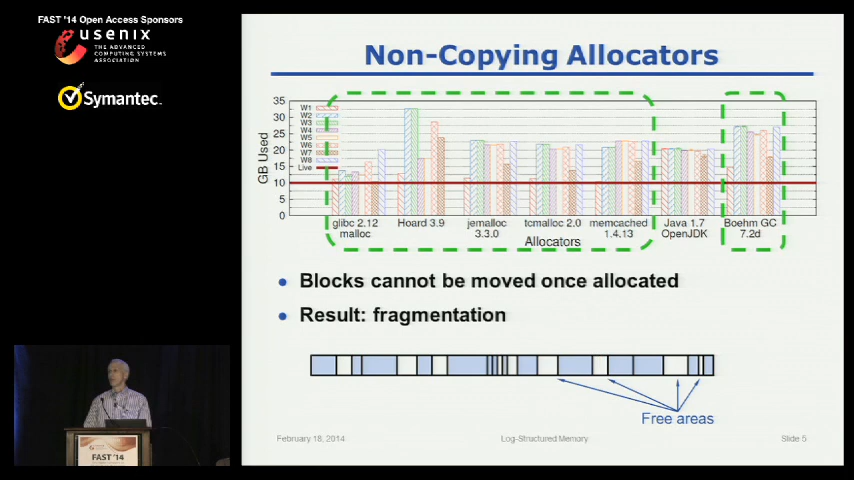 FAST '14 Open Access Sponsors
usenix
THE ADVANCED
COMPUTING SYSTEMS
ASSOCIATION
Symantec.
Non-Copying Allocators
35
30
25
20
15
10
5
0
GB Used
W1
W2
W3
W4
W5
W6
W7
W8
Live
glibc 2.12
malloc
Hoard 3.9
jemalloc
3.3.0
tcmalloc 2.0
memcached
1.4.13
Java 1.7
OpenJDK
Boehm GC
7.2d
Allocators
Blocks cannot be moved once allocated
Result: fragmentation
Free areas
February 18, 2014
Log-Structured Memory
Slide 5
FAST '14